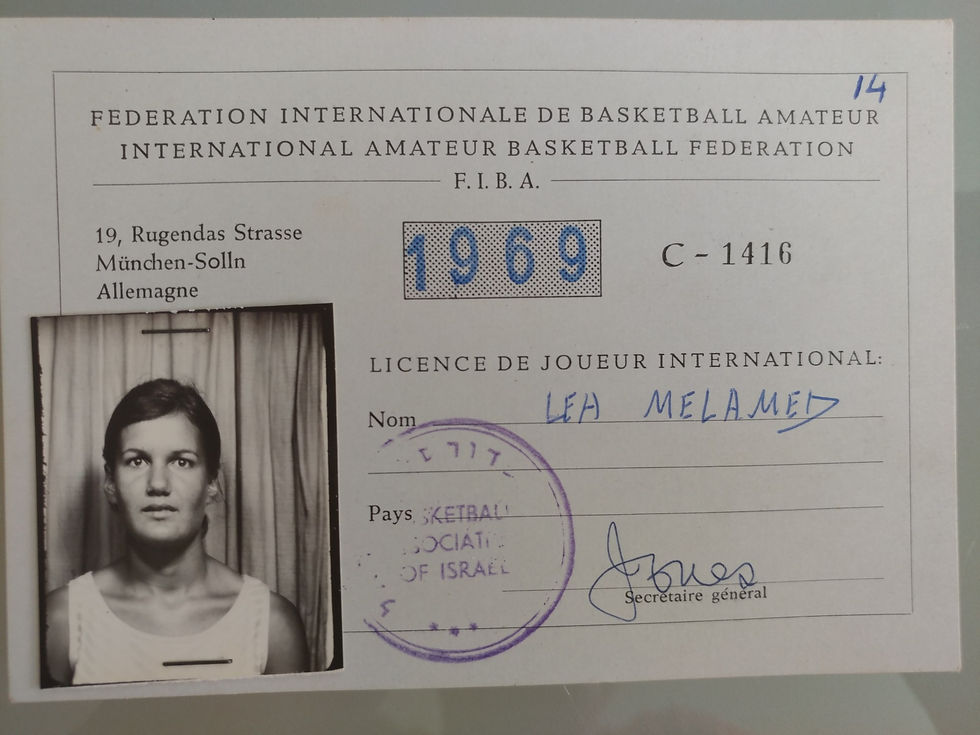 14
FEDERATION INTERNATIONALE DE BASKETBALL AMATEUR
INTERNATIONAL AMATEUR BASKETBALL FEDERATION
F. I. B. A.
19, Rugendas Strasse
München-Solln
Allemagne
1969
C - 1416
LICENCE DE JOUEUR INTERNATIONAL:
Nom LEA MELAMED
Pays
OF ISRAEL
Jones
Secrétaire général